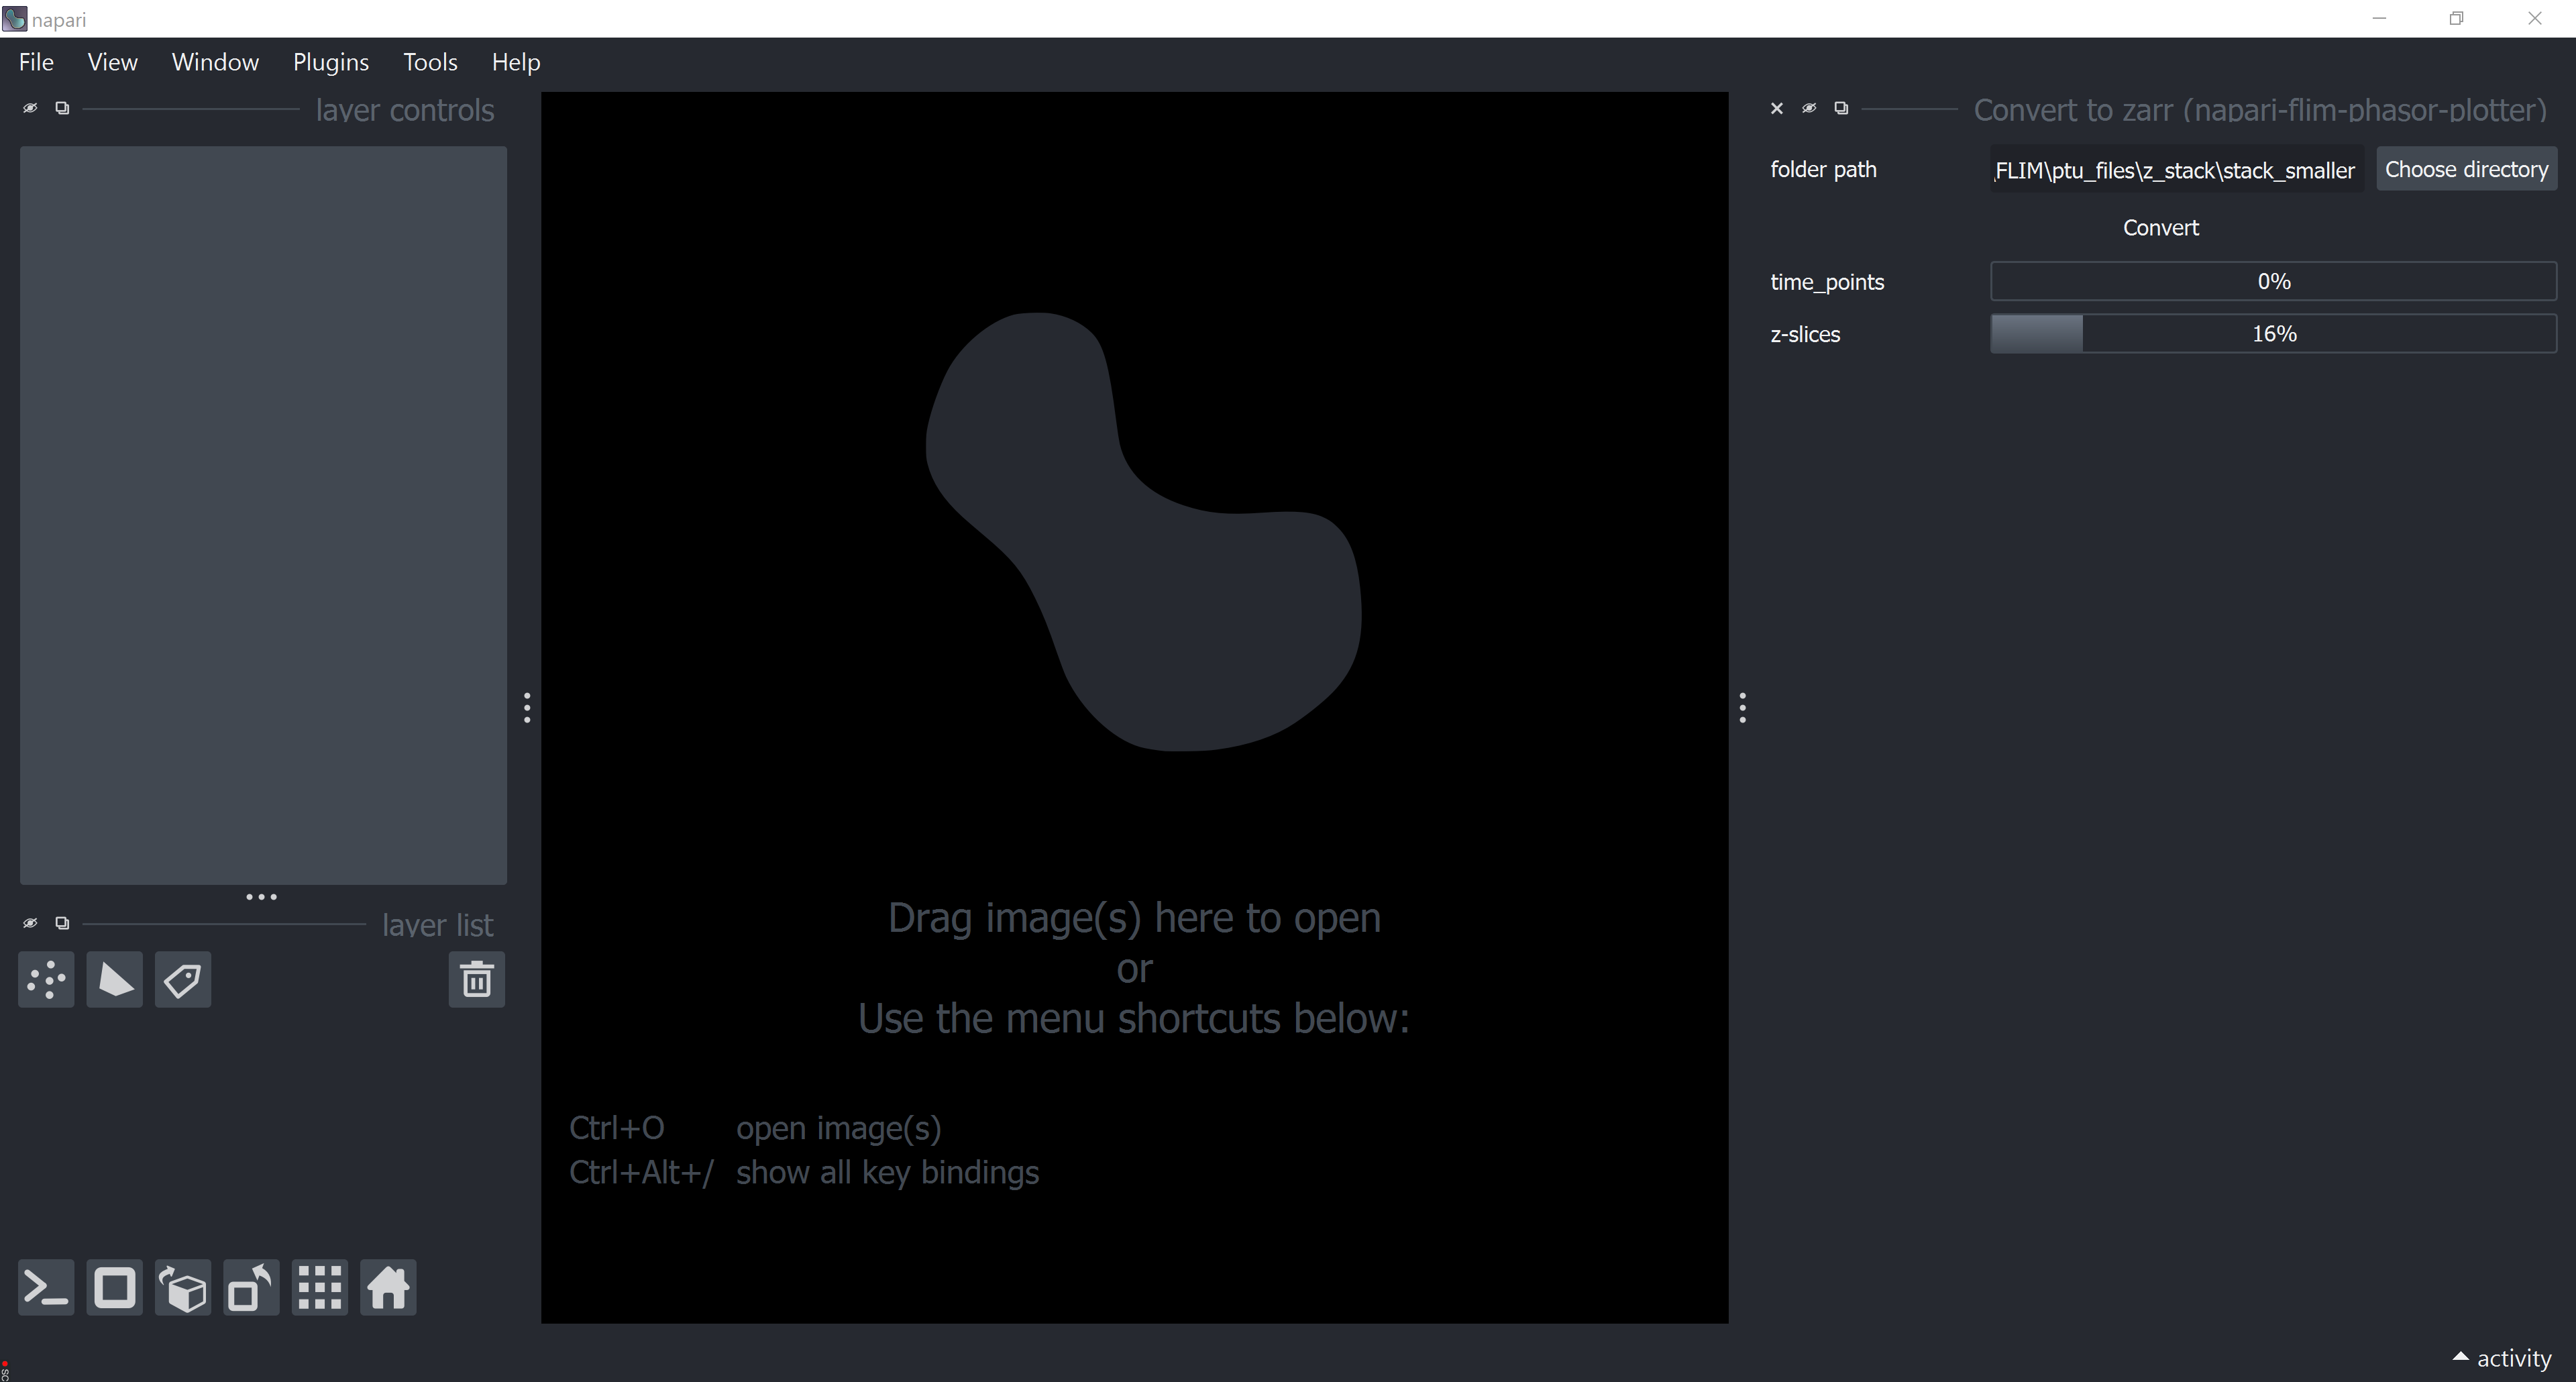 napari
File View Window Plugins Tools Help
layer controls
Convert to zarr (napari-flim-phasor-plotter)
folder path
FLIM\ptu_files\z_stack\stack_smaller
Choose directory
Convert
time_points
0%
z-slices
16%
Drag image(s) here to open
or
Use the menu shortcuts below:
Ctrl+O open image(s)
Ctrl+Alt+/ show all key bindings
layer list
activity